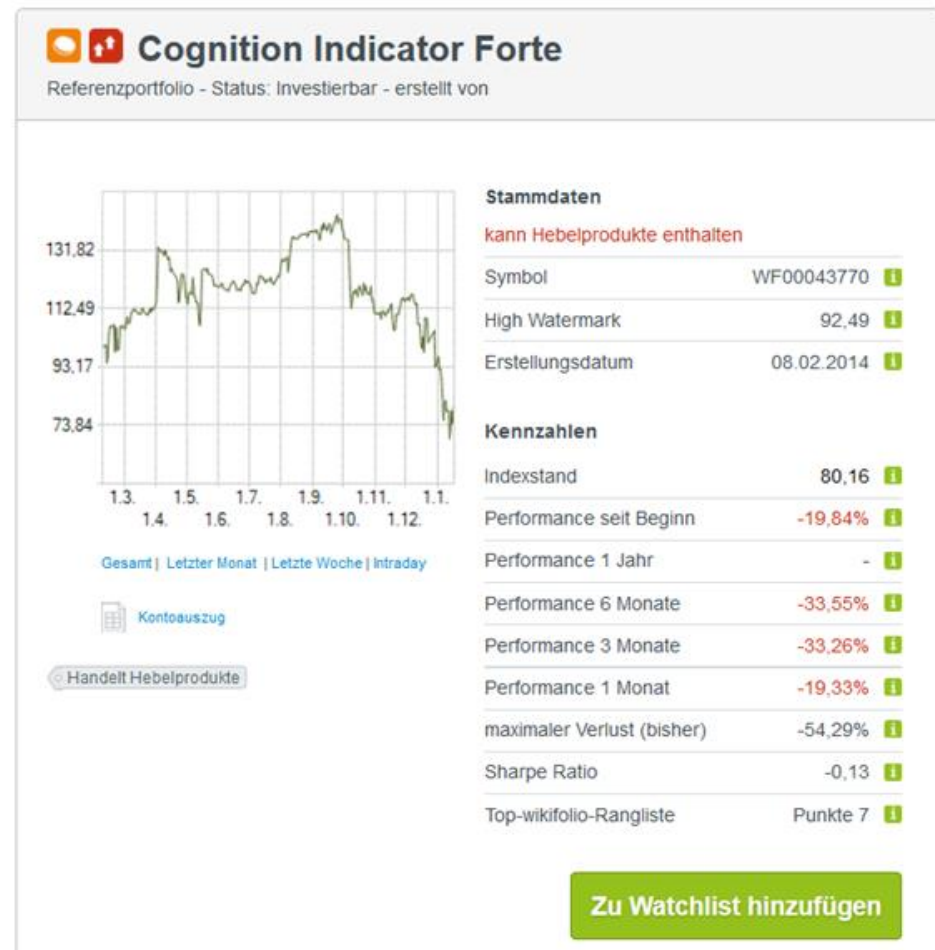 Cognition Indicator Forte
Referenzportfolio - Status: Investierbar - erstellt von
131,82
112,49
93,17
73,84
1.3. 1.5. 1.7. 1.9. 1.11. 1.1.
1.4. 1.6. 1.8. 1.10. 1.12.
Gesamt | Letzter Monat | Letzte Woche | Intraday
Kontoauszug
Handelt Hebelprodukte
Stammdaten
kann Hebelprodukte enthalten
Symbol WF00043770
High Watermark 92,49
Erstellungsdatum 08.02.2014
Kennzahlen
Indexstand 80,16
Performance seit Beginn -19,84%
Performance 1 Jahr -
Performance 6 Monate -33,55%
Performance 3 Monate -33,26%
Performance 1 Monat -19,33%
maximaler Verlust (bisher) -54,29%
Sharpe Ratio -0,13
Top-wikifolio-Rangliste Punkte 7
Zu Watchlist hinzufügen